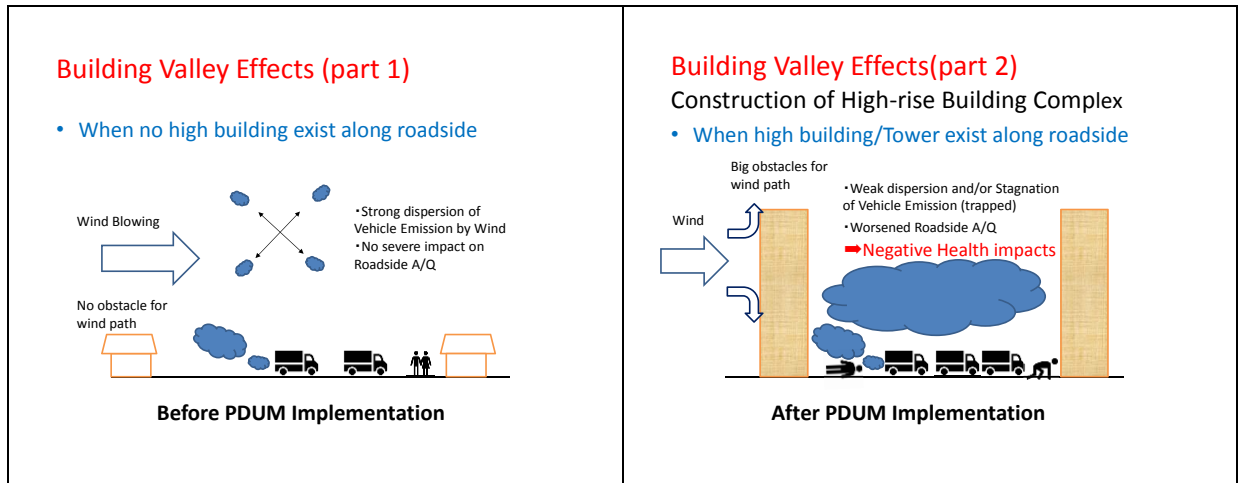 Building Valley Effects (part 1)
• When no high building exist along roadside
Wind Blowing
・Strong dispersion of
Vehicle Emission by Wind
・No severe impact on
Roadside A/Q
No obstacle for
wind path
Before PDUM Implementation
Building Valley Effects(part 2)
Construction of High-rise Building Complex
• When high building/Tower exist along roadside
Big obstacles for
wind path
・Weak dispersion and/or Stagnation
of Vehicle Emission (trapped)
Wind
・Worsened Roadside A/Q
➡Negative Health impacts
After PDUM Implementation